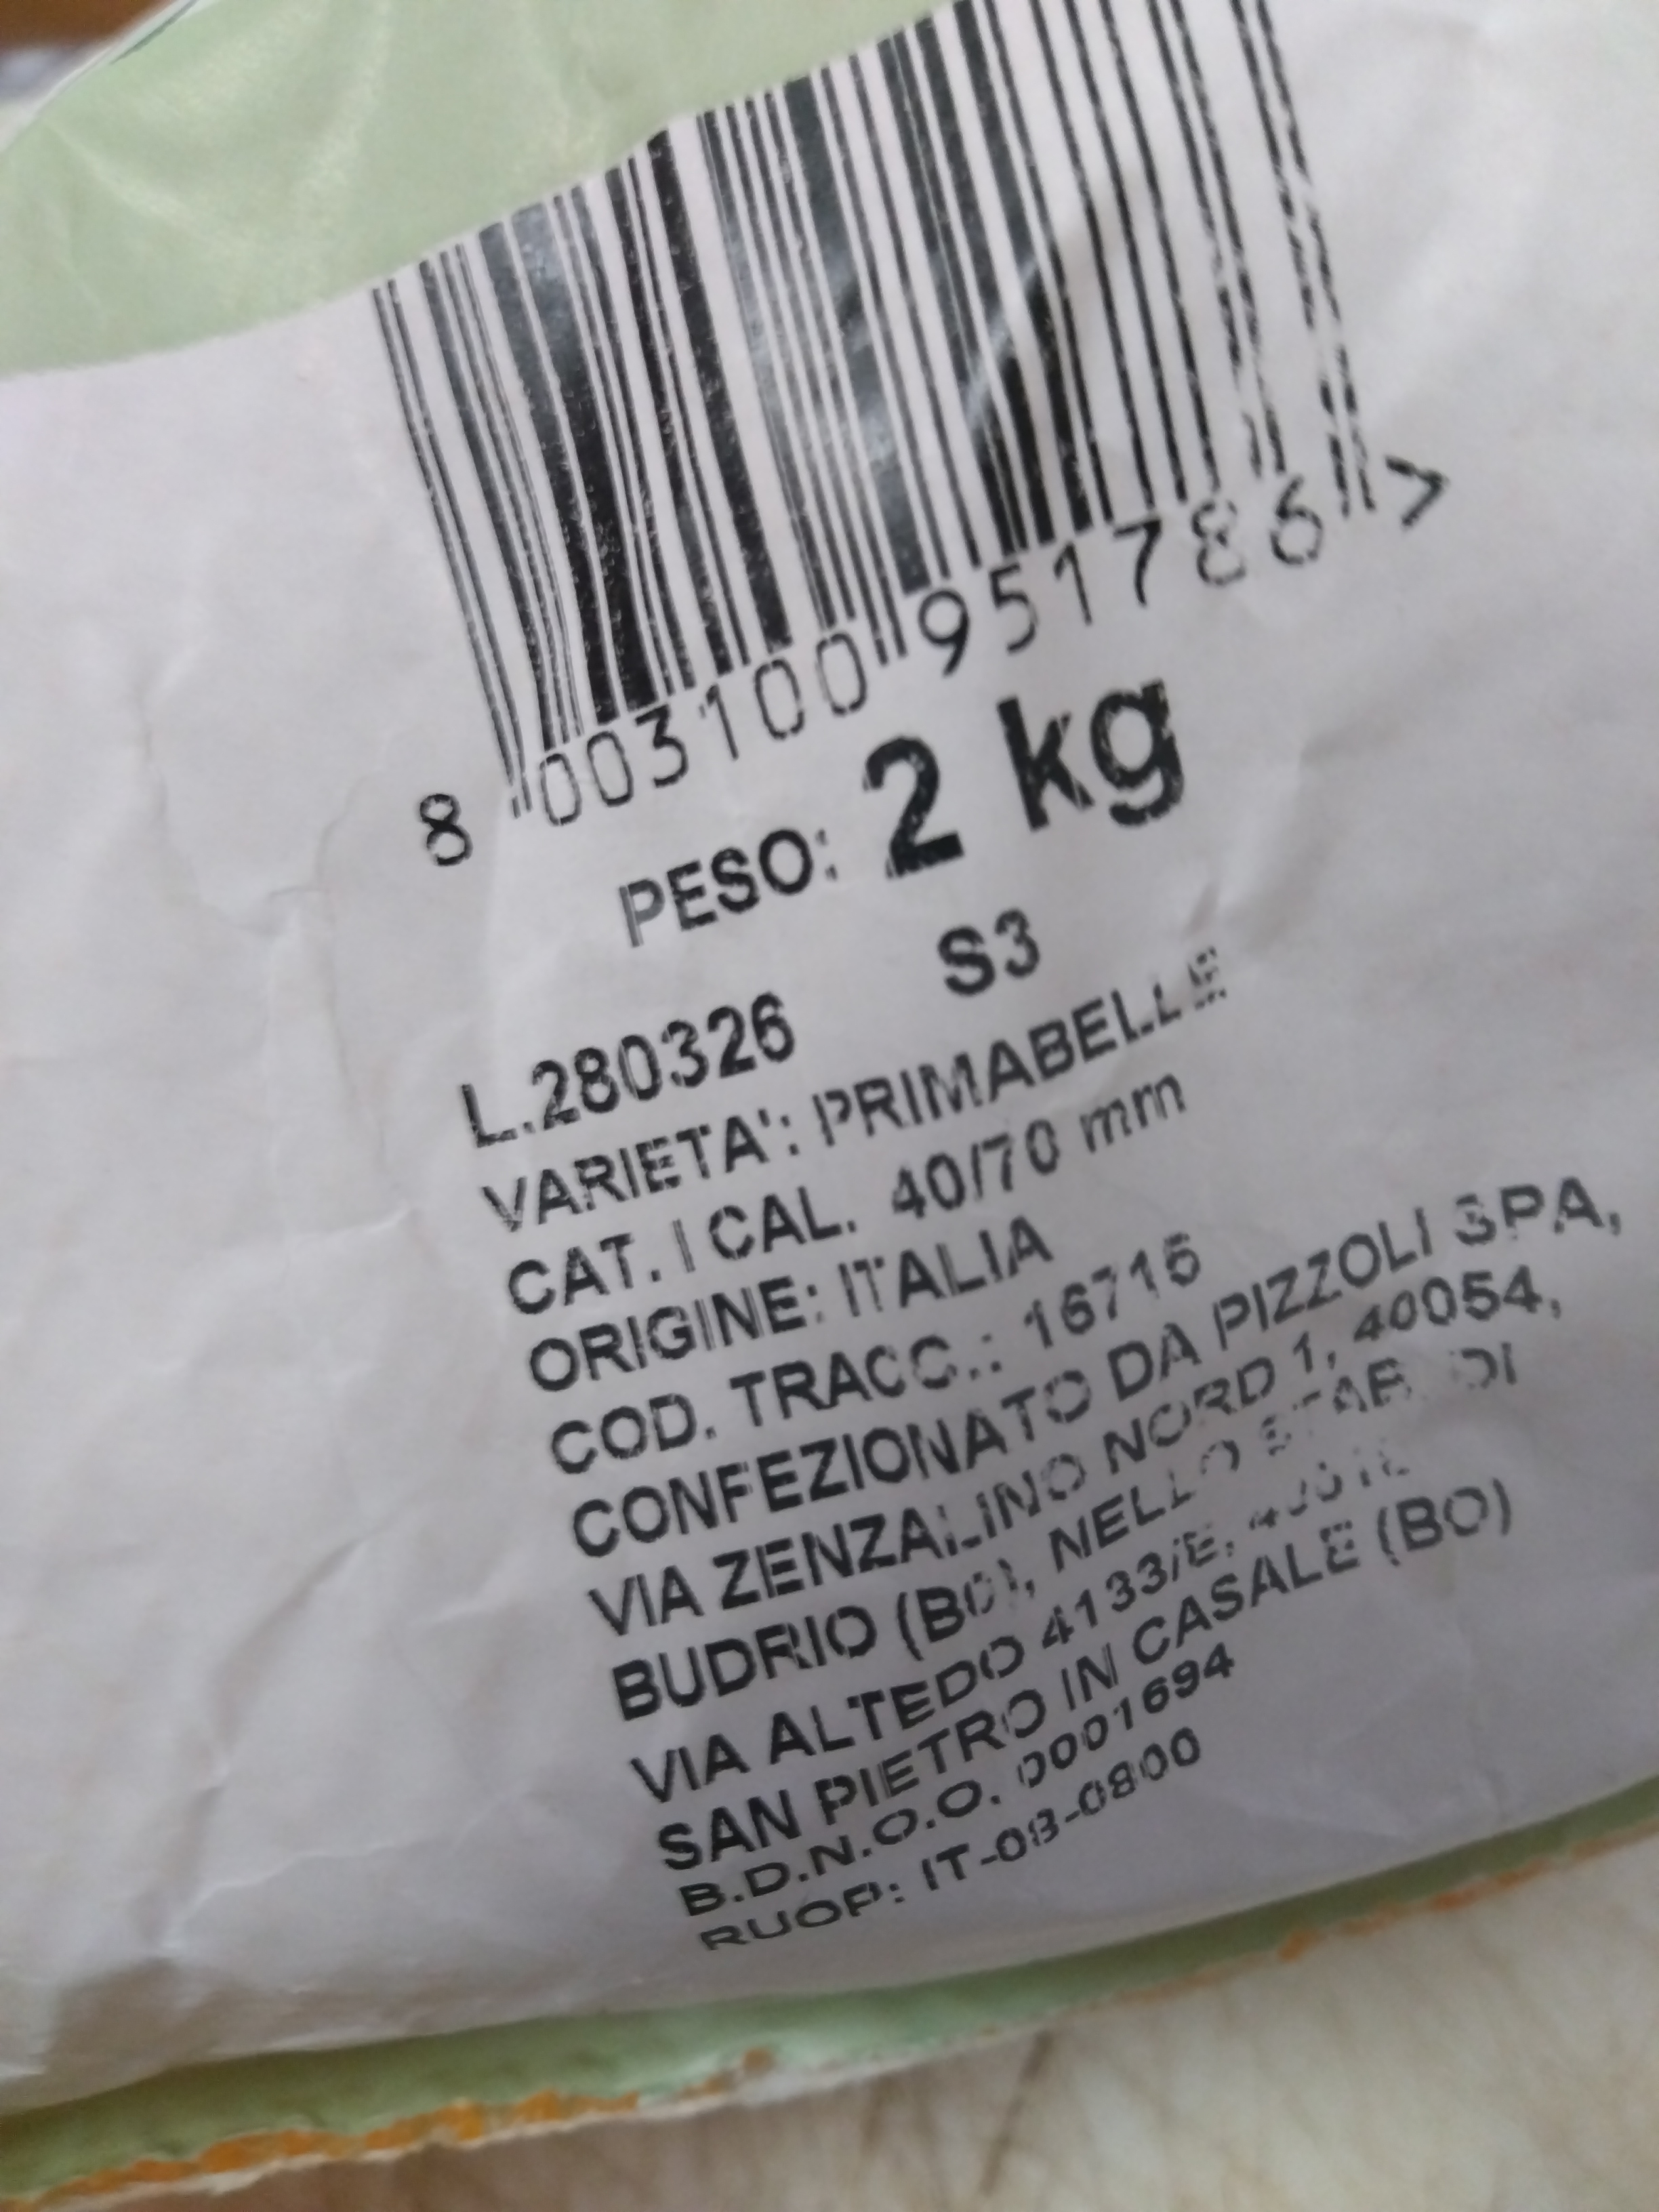 8 003100 951786 >
PESO: 2 kg
L.280326 S3
VARIETA': PRIMABELLE
CAT. I CAL. 40/70 mm
ORIGINE: ITALIA
COD. TRACC.: 16715
CONFEZIONATO DA PIZZOLI SPA,
VIA ZENZALINO NORD 1, 40054,
BUDRIO (BO), NELLO STAB. DI
VIA ALTEDO 4133/E,
SAN PIETRO IN CASALE (BO)
B.D.N.O.O. 0001694
RUOP: IT-08-0800